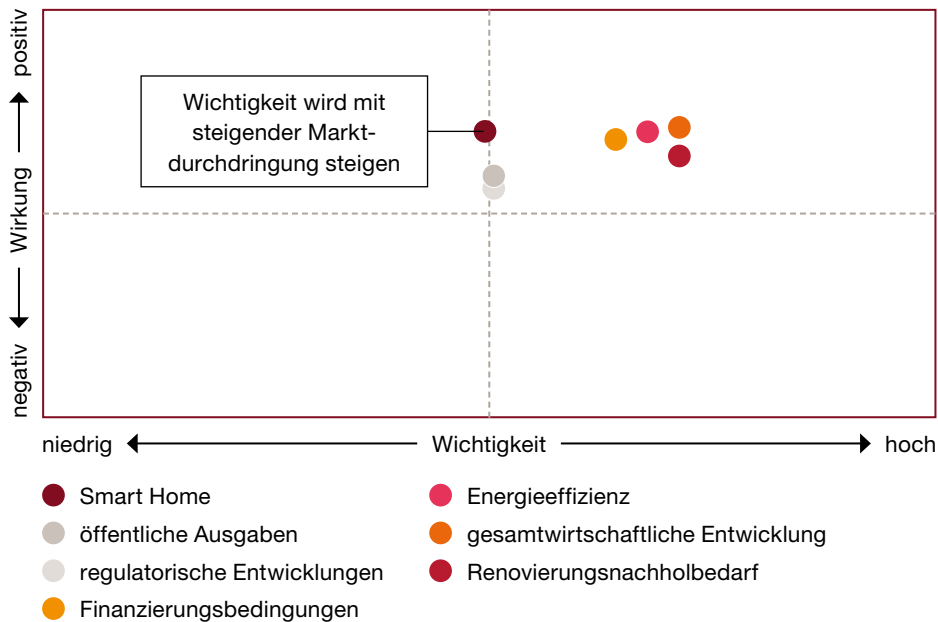 positiv
Wirkung
negativ
Wichtigkeit wird mit
steigender Markt-
durchdringung steigen
niedrig
Wichtigkeit
hoch
Smart Home
öffentliche Ausgaben
regulatorische Entwicklungen
Finanzierungsbedingungen
Energieeffizienz
gesamtwirtschaftliche Entwicklung
Renovierungsnachholbedarf